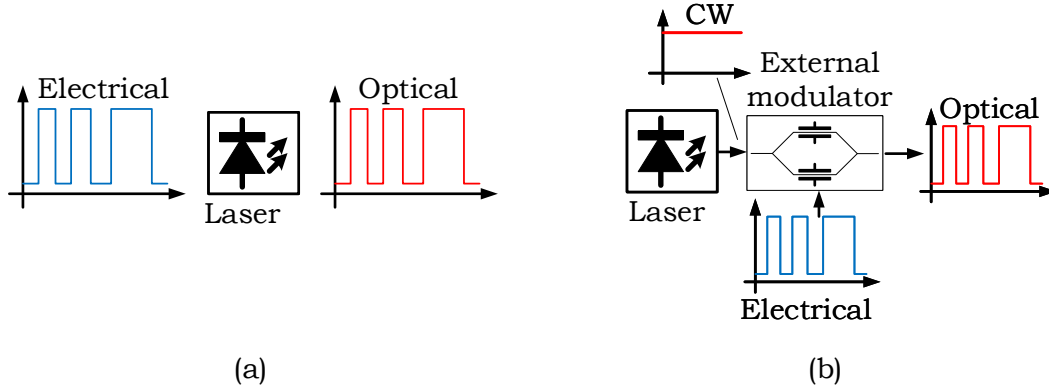 Electrical
Optical
Laser
(a)
CW
External
modulator
Optical
Laser
Electrical
(b)